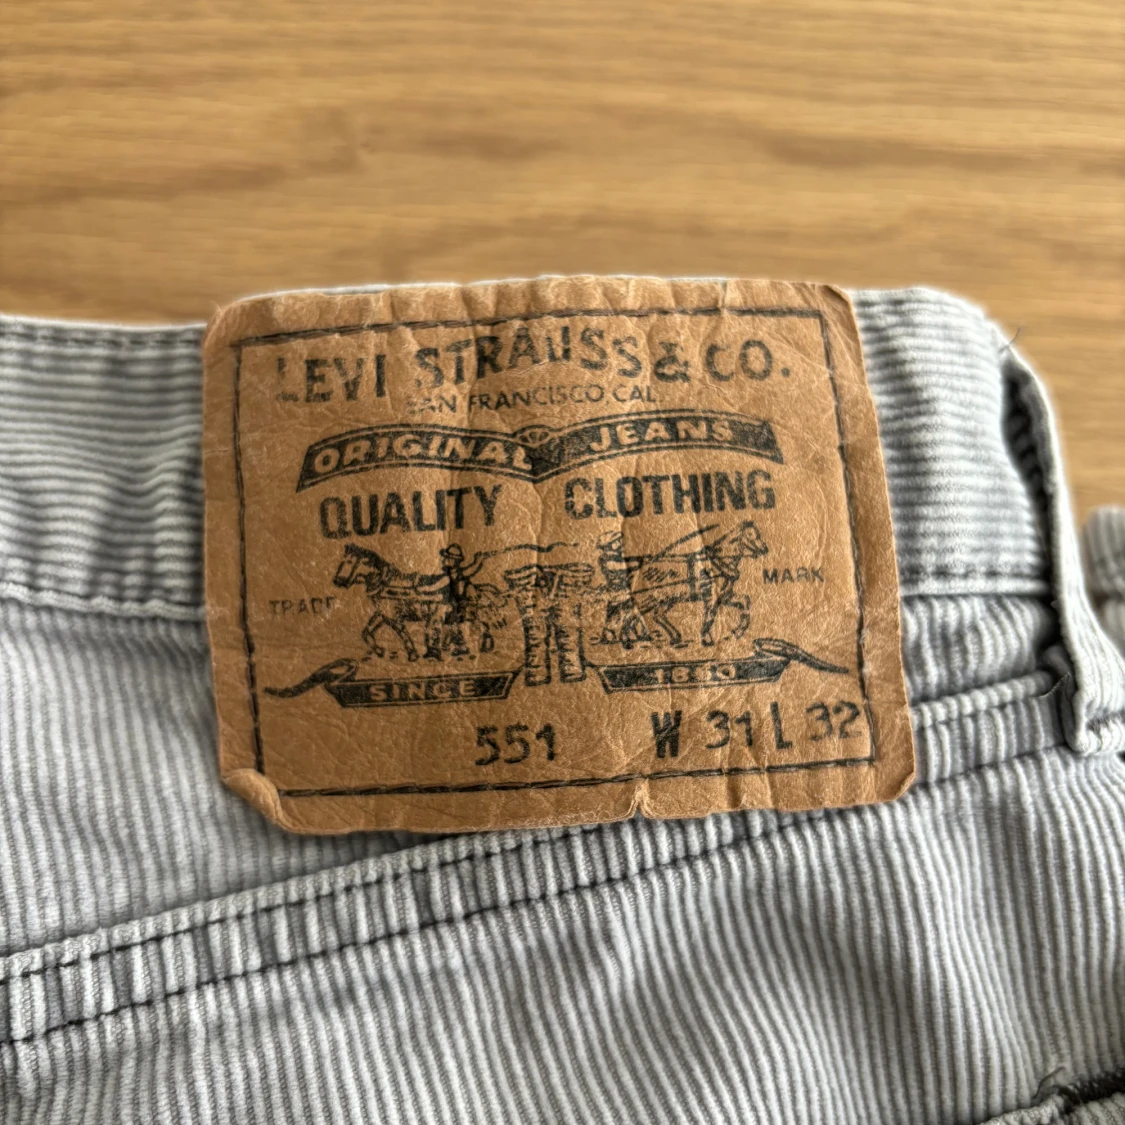 LEVI STRAUSS & CO.
SAN FRANCISCO CAL.
ORIGINAL JEANS
QUALITY CLOTHING
TRADE MARK
SINCE 1850
551 W 31 L 32